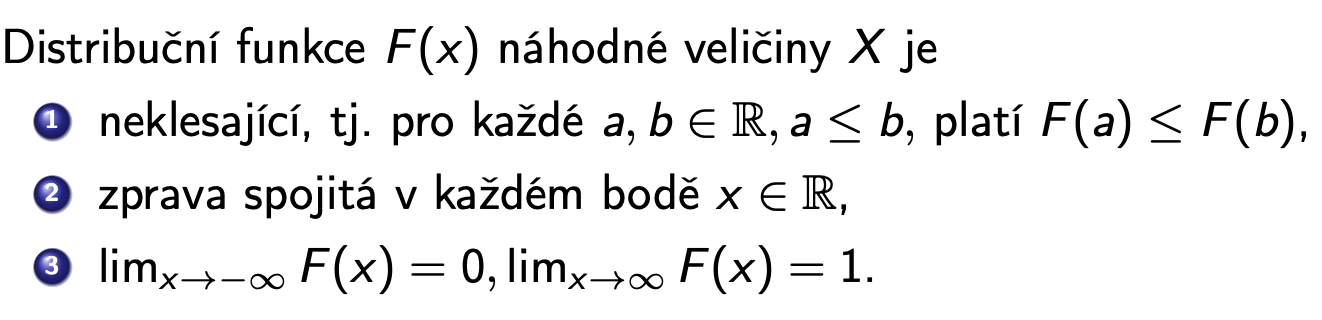 Distribuční funkce F(x) náhodné veličiny X je
1 neklesající, tj. pro každé a, b ∈ ℝ, a ≤ b, platí F(a) ≤ F(b),
2 zprava spojitá v každém bodě x ∈ ℝ,
3 lim_{x→−∞} F(x) = 0, lim_{x→∞} F(x) = 1.